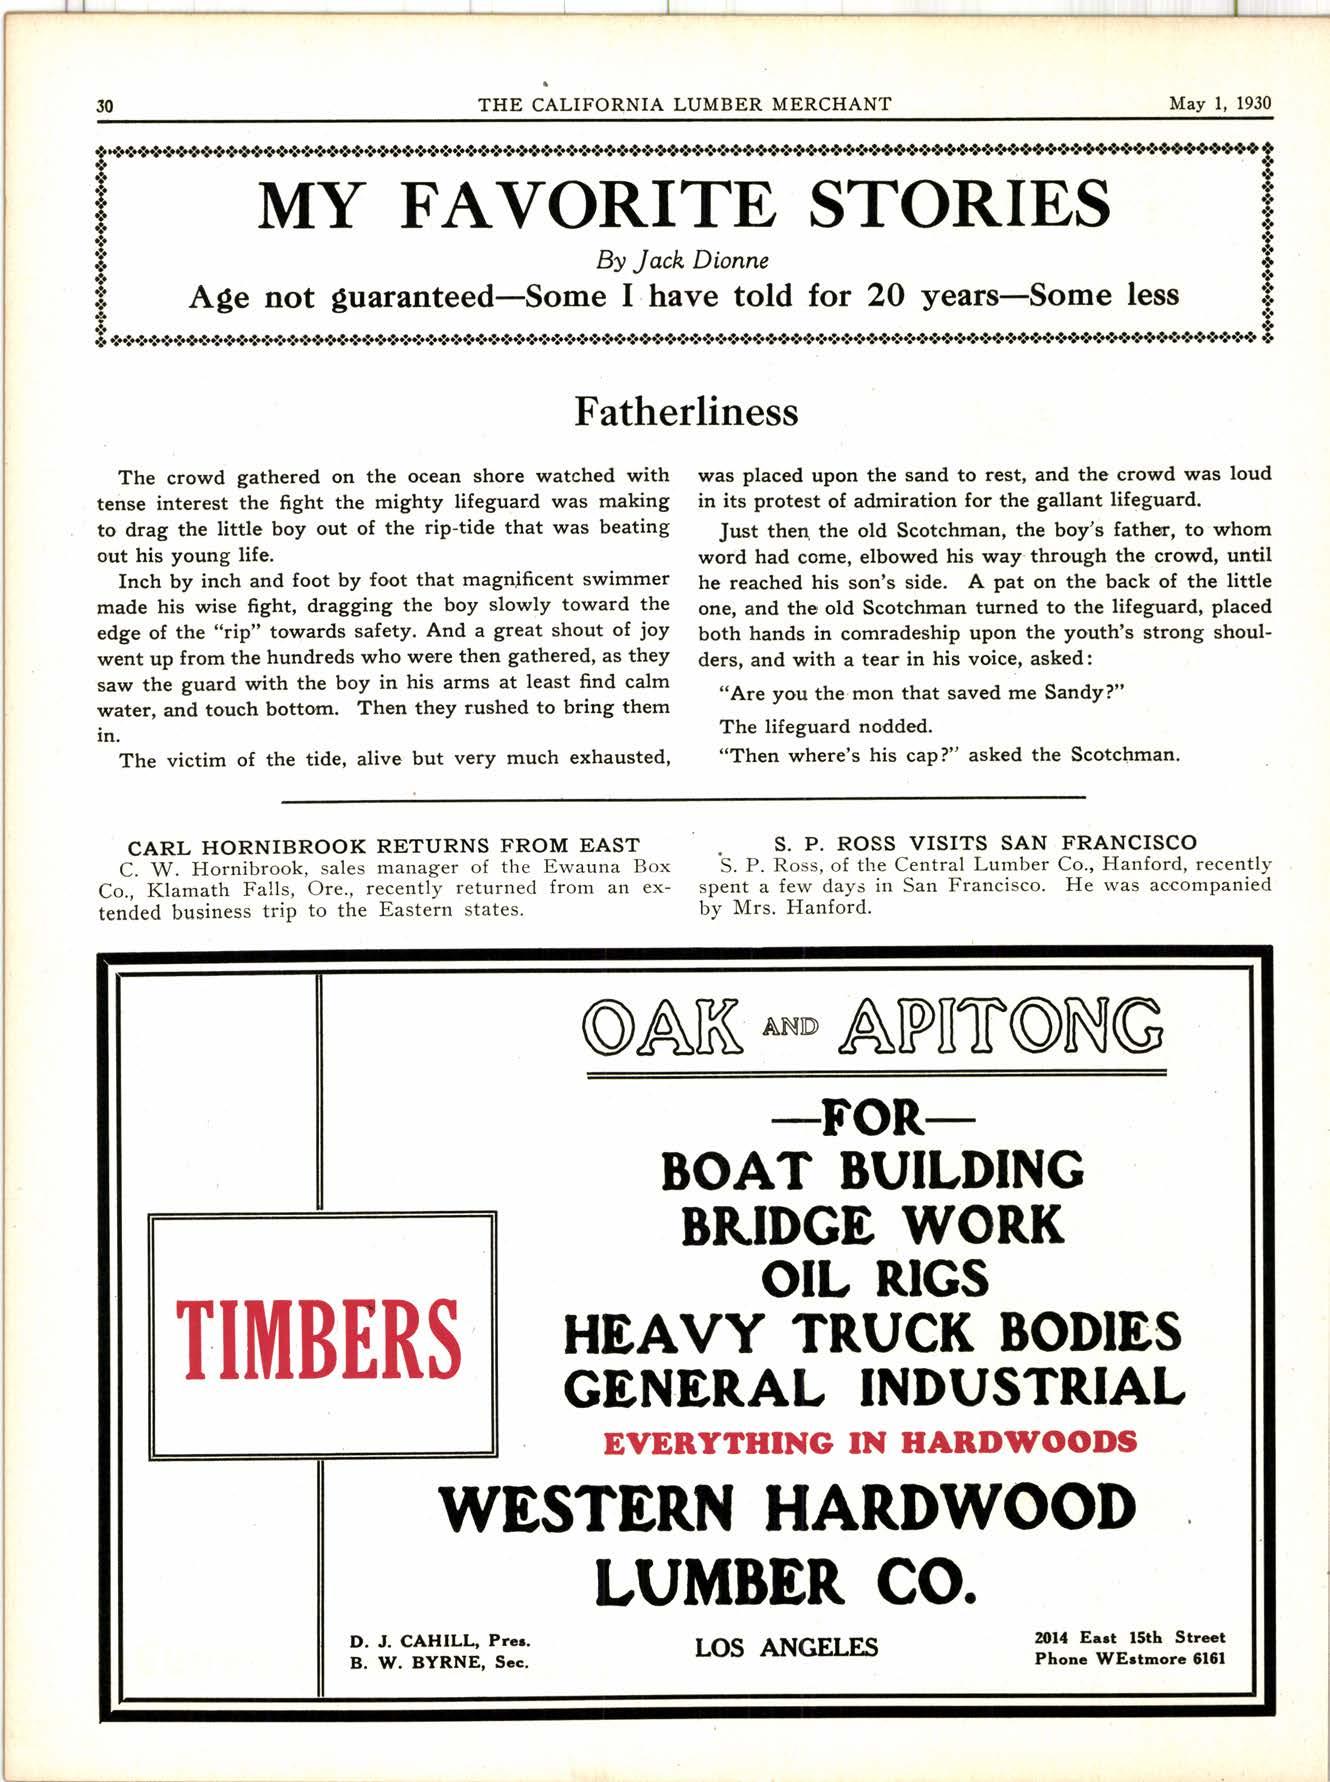 30
THE CALIFORNIA LUMBER MERCHANT
May 1, 1930
MY FAVORITE STORIES
By Jack Dionne
Age not guaranteed—Some I have told for 20 years—Some less
Fatherliness
The crowd gathered on the ocean shore watched with
tense interest the fight the mighty lifeguard was making
to drag the little boy out of the rip-tide that was beating
out his young life.
Inch by inch and foot by foot that magnificent swimmer
made his wise fight, dragging the boy slowly toward the
edge of the “rip” towards safety. And a great shout of joy
went up from the hundreds who were then gathered, as they
saw the guard with the boy in his arms at least find calm
water, and touch bottom. Then they rushed to bring them
in.
The victim of the tide, alive but very much exhausted,
was placed upon the sand to rest, and the crowd was loud
in its protest of admiration for the gallant lifeguard.
Just then the old Scotchman, the boy's father, to whom
word had come, elbowed his way through the crowd, until
he reached his son's side. A pat on the back of the little
one, and the old Scotchman turned to the lifeguard, placed
both hands in comradeship upon the youth's strong shoul-
ders, and with a tear in his voice, asked:
“Are you the mon that saved me Sandy?”
The lifeguard nodded.
“Then where's his cap?” asked the Scotchman.
CARL HORNIBROOK RETURNS FROM EAST
C. W. Hornibrook, sales manager of the Ewauna Box
Co., Klamath Falls, Ore., recently returned from an ex-
tended business trip to the Eastern states.
S. P. ROSS VISITS SAN FRANCISCO
S. P. Ross, of the Central Lumber Co., Hanford, recently
spent a few days in San Francisco. He was accompanied
by Mrs. Hanford.
OAK AND APITONG
—FOR—
BOAT BUILDING
BRIDGE WORK
OIL RIGS
HEAVY TRUCK BODIES
GENERAL INDUSTRIAL
TIMBERS
EVERYTHING IN HARDWOODS
WESTERN HARDWOOD
LUMBER CO.
D. J. CAHILL, Pres.
B. W. BYRNE, Sec.
LOS ANGELES
2014 East 15th Street
Phone WEstmore 6161